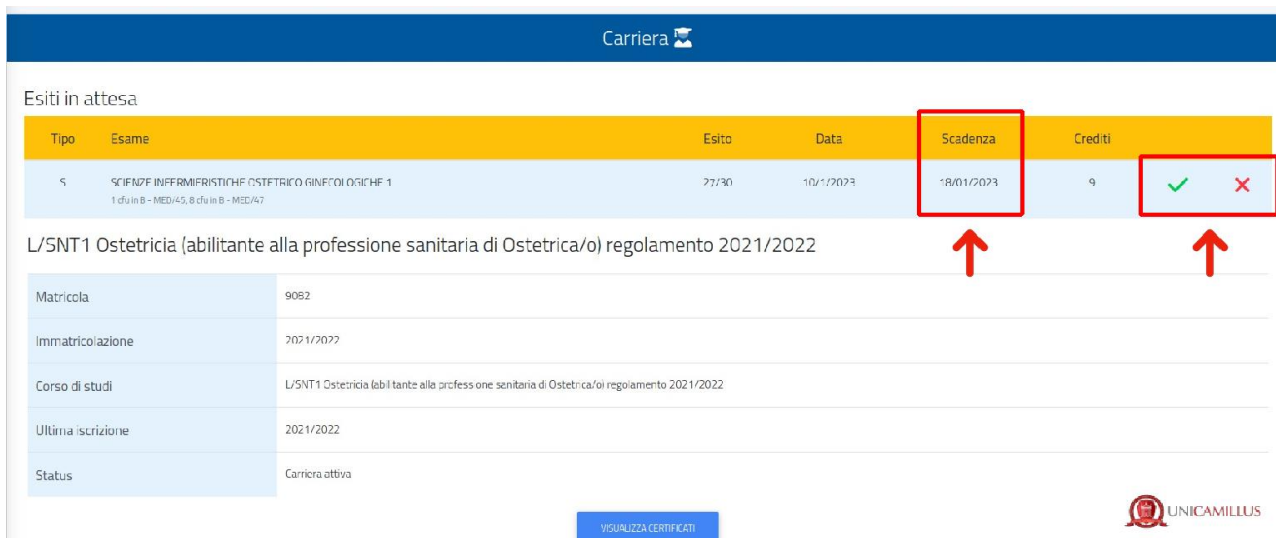 Carriera
Esiti in attesa
Tipo Esame Esito Data Scadenza Crediti
S SCIENZE INFERMIERISTICHE OSTETRICO GINECOLOGICHE 1 27/30 10/1/2023 18/01/2023 9
1 cfu in B - MED/45, 8 cfu in B - MED/47
L/SNT1 Ostetricia (abilitante alla professione sanitaria di Ostetrica/o) regolamento 2021/2022
Matricola 9082
Immatricolazione 2021/2022
Corso di studi L/SNT1 Ostetricia (abilitante alla professione sanitaria di Ostetrica/o) regolamento 2021/2022
Ultima iscrizione 2021/2022
Status Carriera attiva
VISUALIZZA CERTIFICATI
UNICAMILLUS